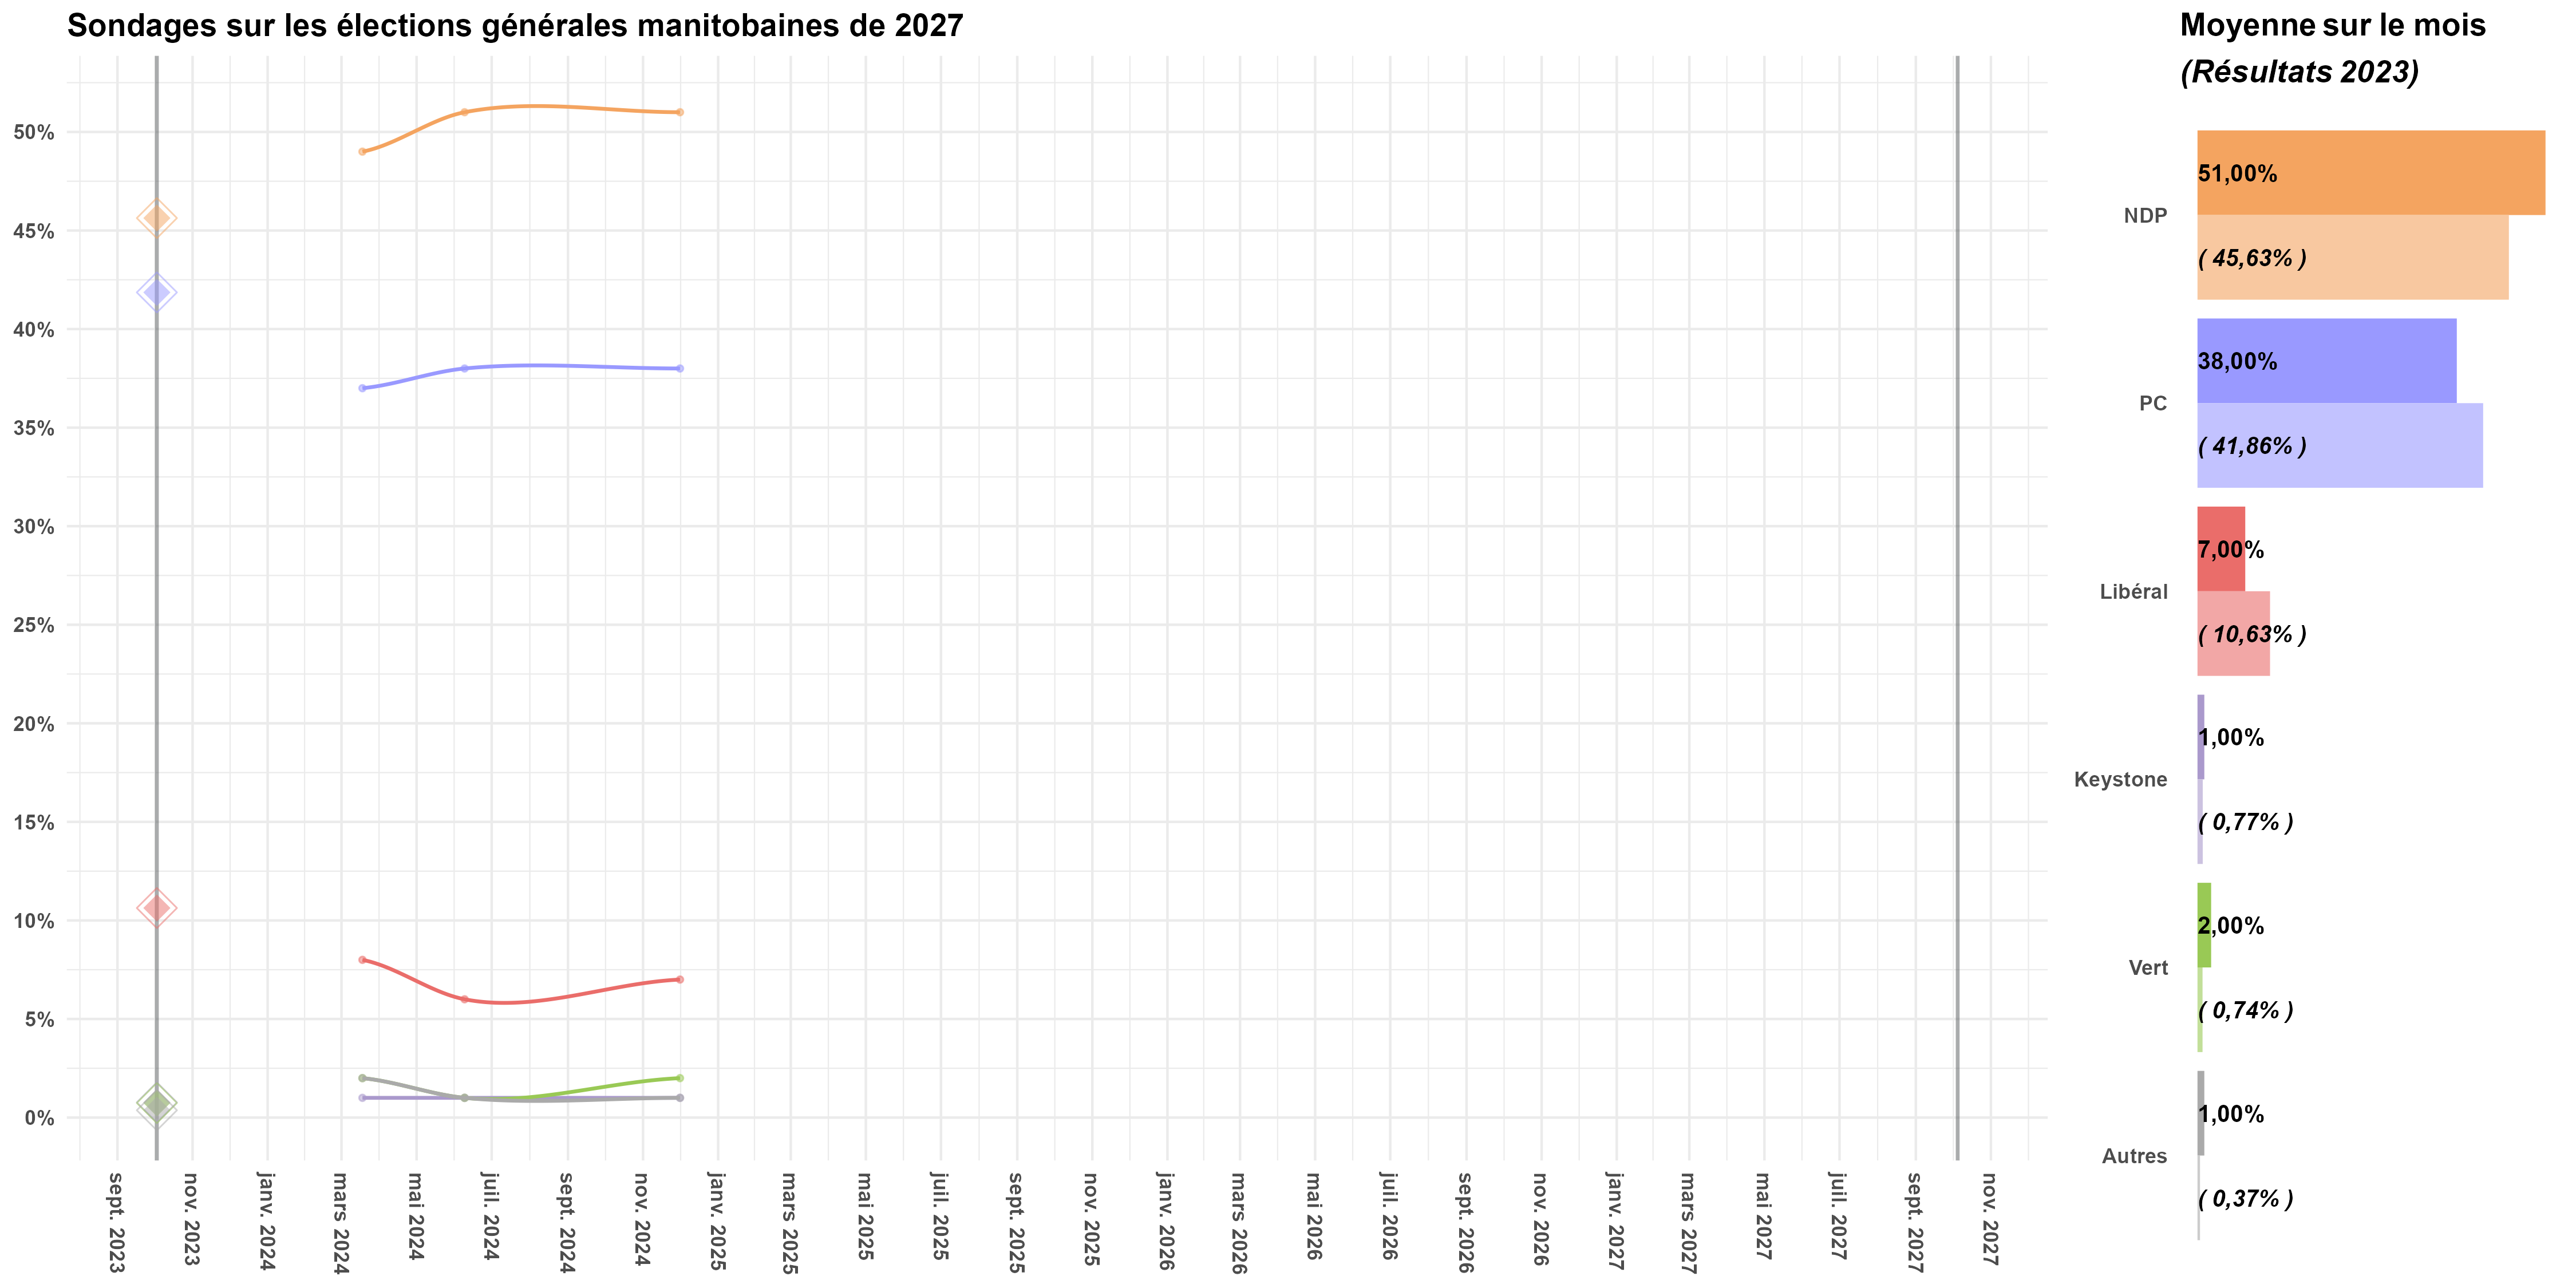 Sondages sur les élections générales manitobaines de 2027
50%
45%
40%
35%
30%
25%
20%
15%
10%
5%
0%
sept. 2023
nov. 2023
janv. 2024
mars 2024
mai 2024
juil. 2024
sept. 2024
nov. 2024
janv. 2025
mars 2025
mai 2025
juil. 2025
sept. 2025
nov. 2025
janv. 2026
mars 2026
mai 2026
juil. 2026
sept. 2026
nov. 2026
janv. 2027
mars 2027
mai 2027
juil. 2027
sept. 2027
nov. 2027
Moyenne sur le mois
(Résultats 2023)
NDP
51,00%
( 45,63% )
PC
38,00%
( 41,86% )
Libéral
7,00%
( 10,63% )
Keystone
1,00%
( 0,77% )
Vert
2,00%
( 0,74% )
Autres
1,00%
( 0,37% )